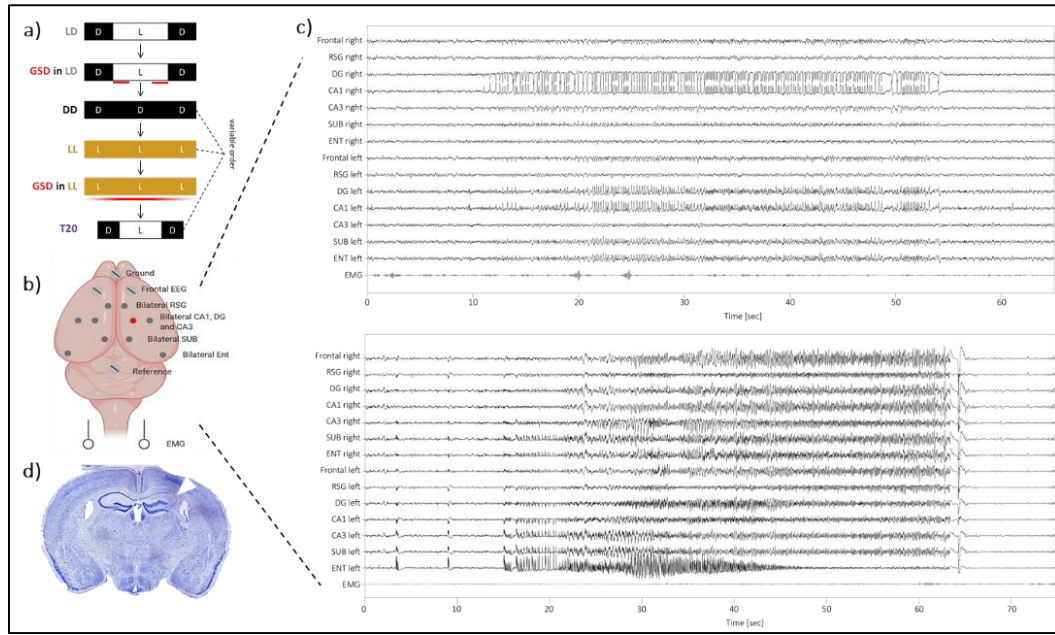 a)
LD
D L D
GSD in LD
D L D
DD
D D D
LL
L L L
GSD in LL
L L L
T20
D L D
variable order
b)
Ground
Frontal EEG
Bilateral RSG
Bilateral CA1, DG
and CA3
Bilateral SUB
Bilateral Ent
Reference
EMG
d)
c)
Frontal right
RSG right
DG right
CA1 right
CA3 right
SUB right
ENT right
Frontal left
RSG left
DG left
CA1 left
CA3 left
SUB left
ENT left
EMG
0 10 20 30 40 50 60
Time [sec]
Frontal right
RSG right
DG right
CA1 right
CA3 right
SUB right
ENT right
Frontal left
RSG left
DG left
CA1 left
CA3 left
SUB left
ENT left
EMG
0 10 20 30 40 50 60 70
Time [sec]